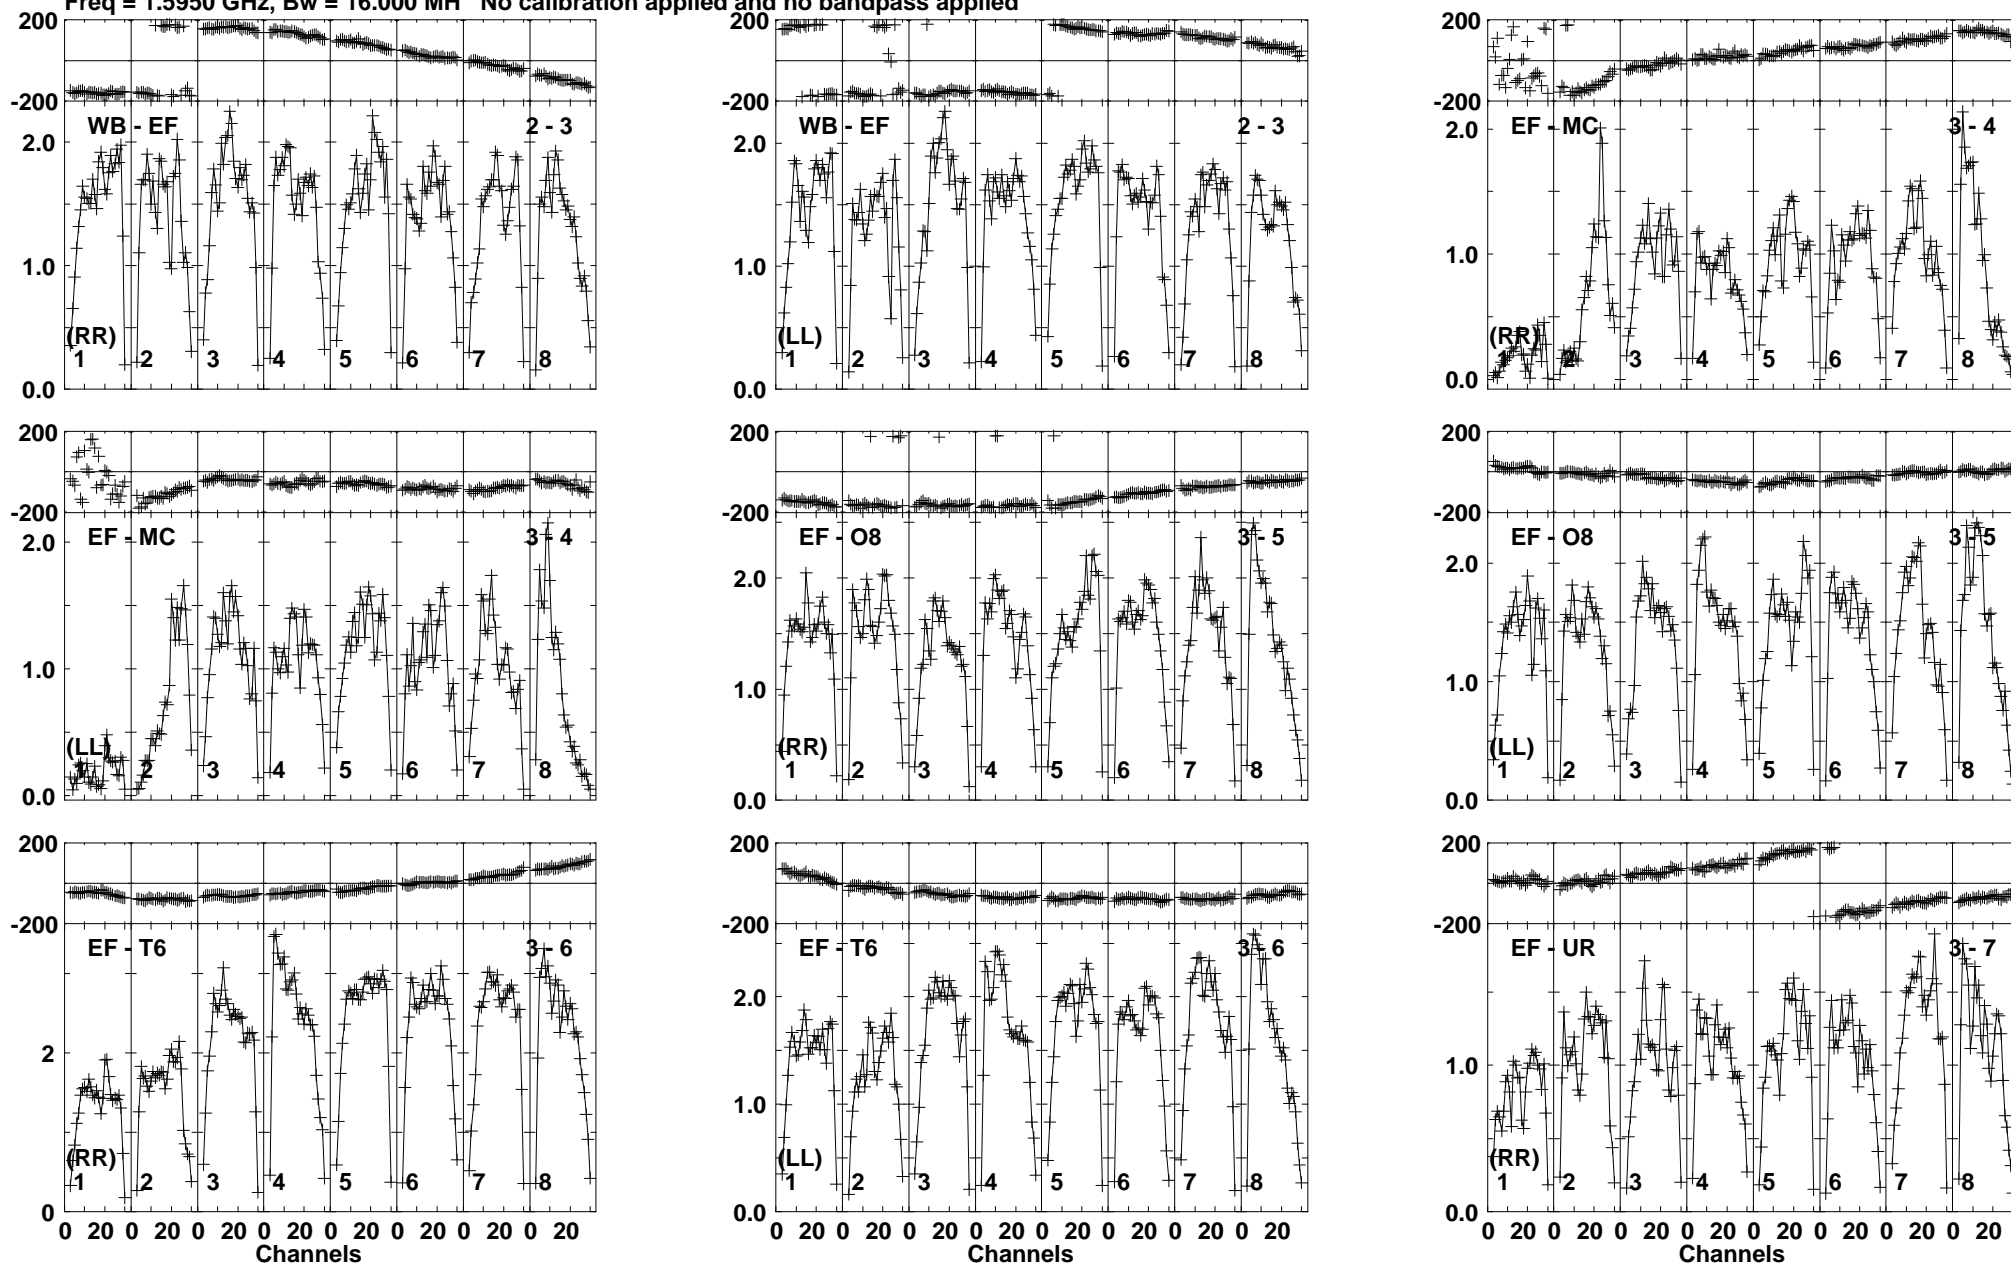 Freq = 1.5950 GHz, Bw = 16.000 MH No calibration applied and no bandpass applied
200 200 200
-200 -200 -200
WB - EF 2 - 3 WB - EF 2 - 3 EF - MC 3 - 4
2.0 2.0 2.0
1.0 1.0 1.0
(RR) (LL) (RR)
1 2 3 4 5 6 7 8 1 2 3 4 5 6 7 8 1 2 3 4 5 6 7 8
0.0 0.0 0.0
200 200 200
-200 -200 -200
EF - MC 3 - 4 EF - O8 3 - 5 EF - O8 3 - 5
2.0 2.0 2.0
1.0 1.0 1.0
(LL) (RR) (LL)
1 2 3 4 5 6 7 8 1 2 3 4 5 6 7 8 1 2 3 4 5 6 7 8
0.0 0.0 0.0
200 200 200
-200 -200 -200
EF - T6 3 - 6 EF - T6 3 - 6 EF - UR 3 - 7
2 2.0
1.0 1.0
(RR) (LL) (RR)
1 2 3 4 5 6 7 8 1 2 3 4 5 6 7 8 1 2 3 4 5 6 7 8
0 0.0 0.0
0 20 0 20 0 20 0 20 0 20 0 20 0 20 0 20 0 20 0 20 0 20 0 20 0 20 0 20 0 20 0 20 0 20 0 20 0 20 0 20 0 20 0 20 0 20 0 20
Channels Channels Channels